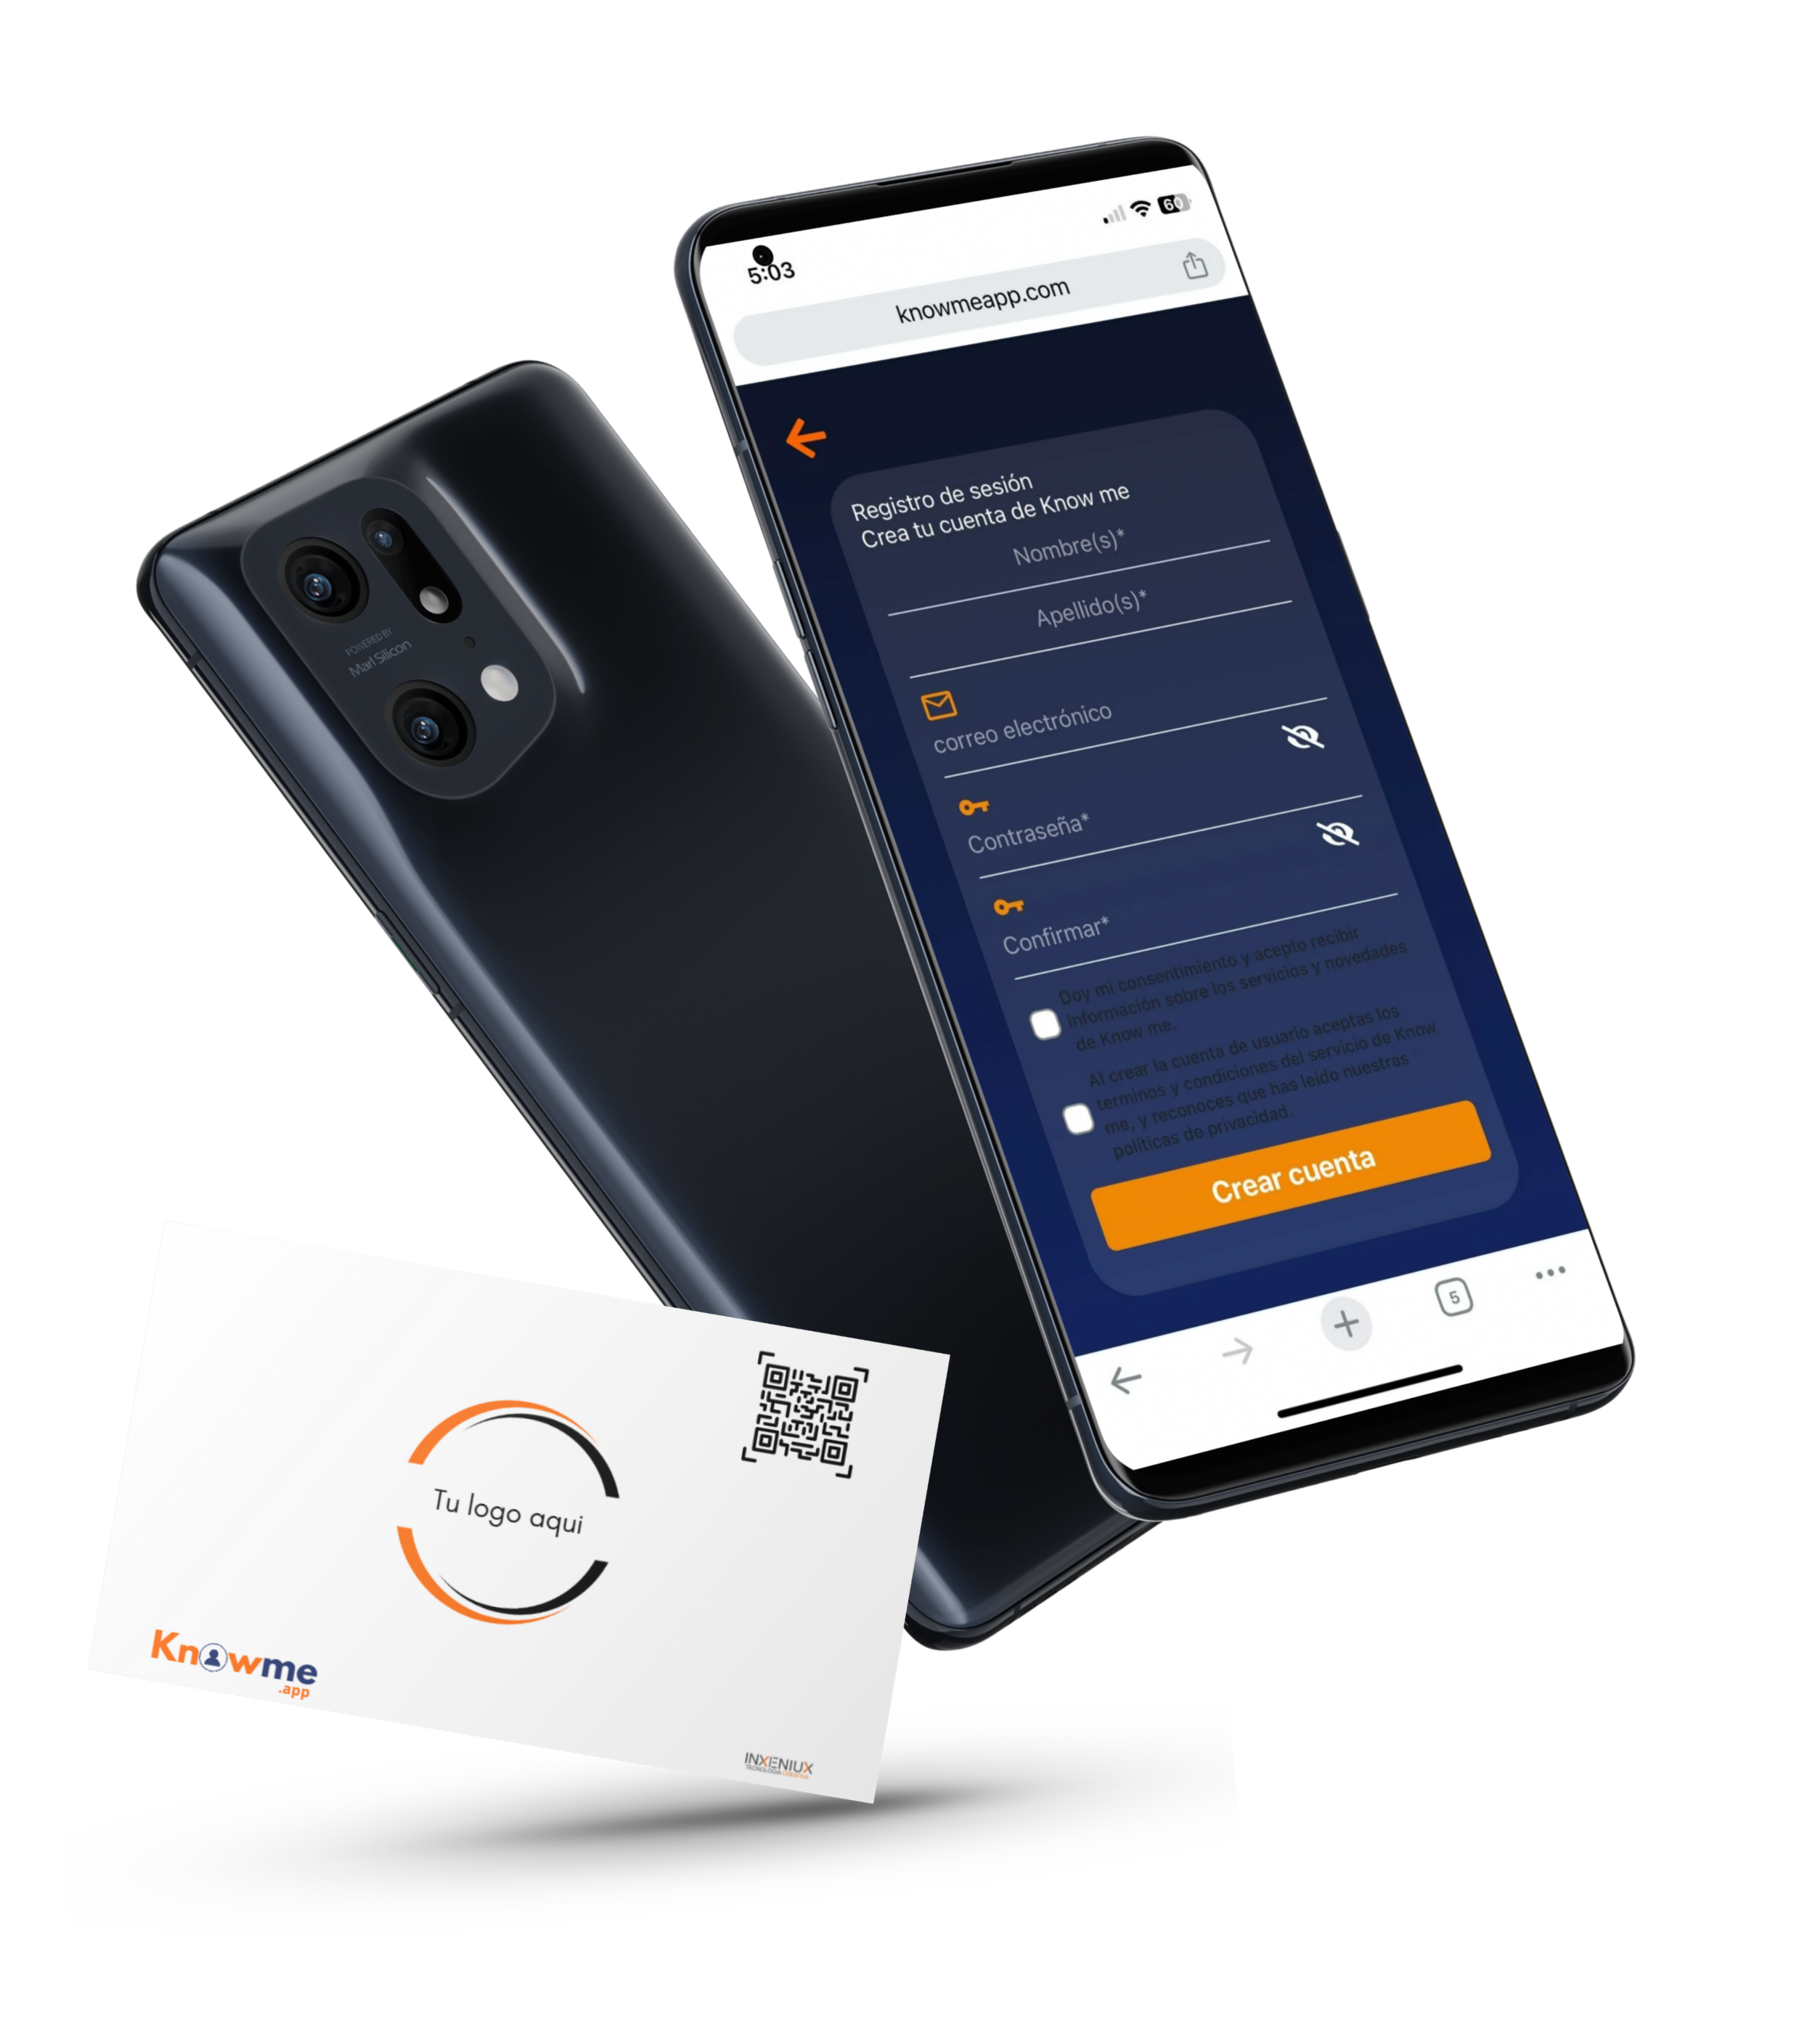 5:03
60
knowmeapp.com
Registro de sesión
Crea tu cuenta de Know me
Nombre(s)*
Apellido(s)*
correo electrónico
Contraseña*
Confirmar*
Doy mi consentimiento y acepto recibir
información sobre los servicios y novedades
de Know me.
Al crear la cuenta de usuario aceptas los
terminos y condiciones del servicio de Know
me, y reconoces que has leido nuestras
políticas de privacidad.
Crear cuenta
5
POWERED BY
Mari Silicon
Tu logo aqui
Knowme
.app
INXENIUX
TECNOLOGÍA CREATIVA